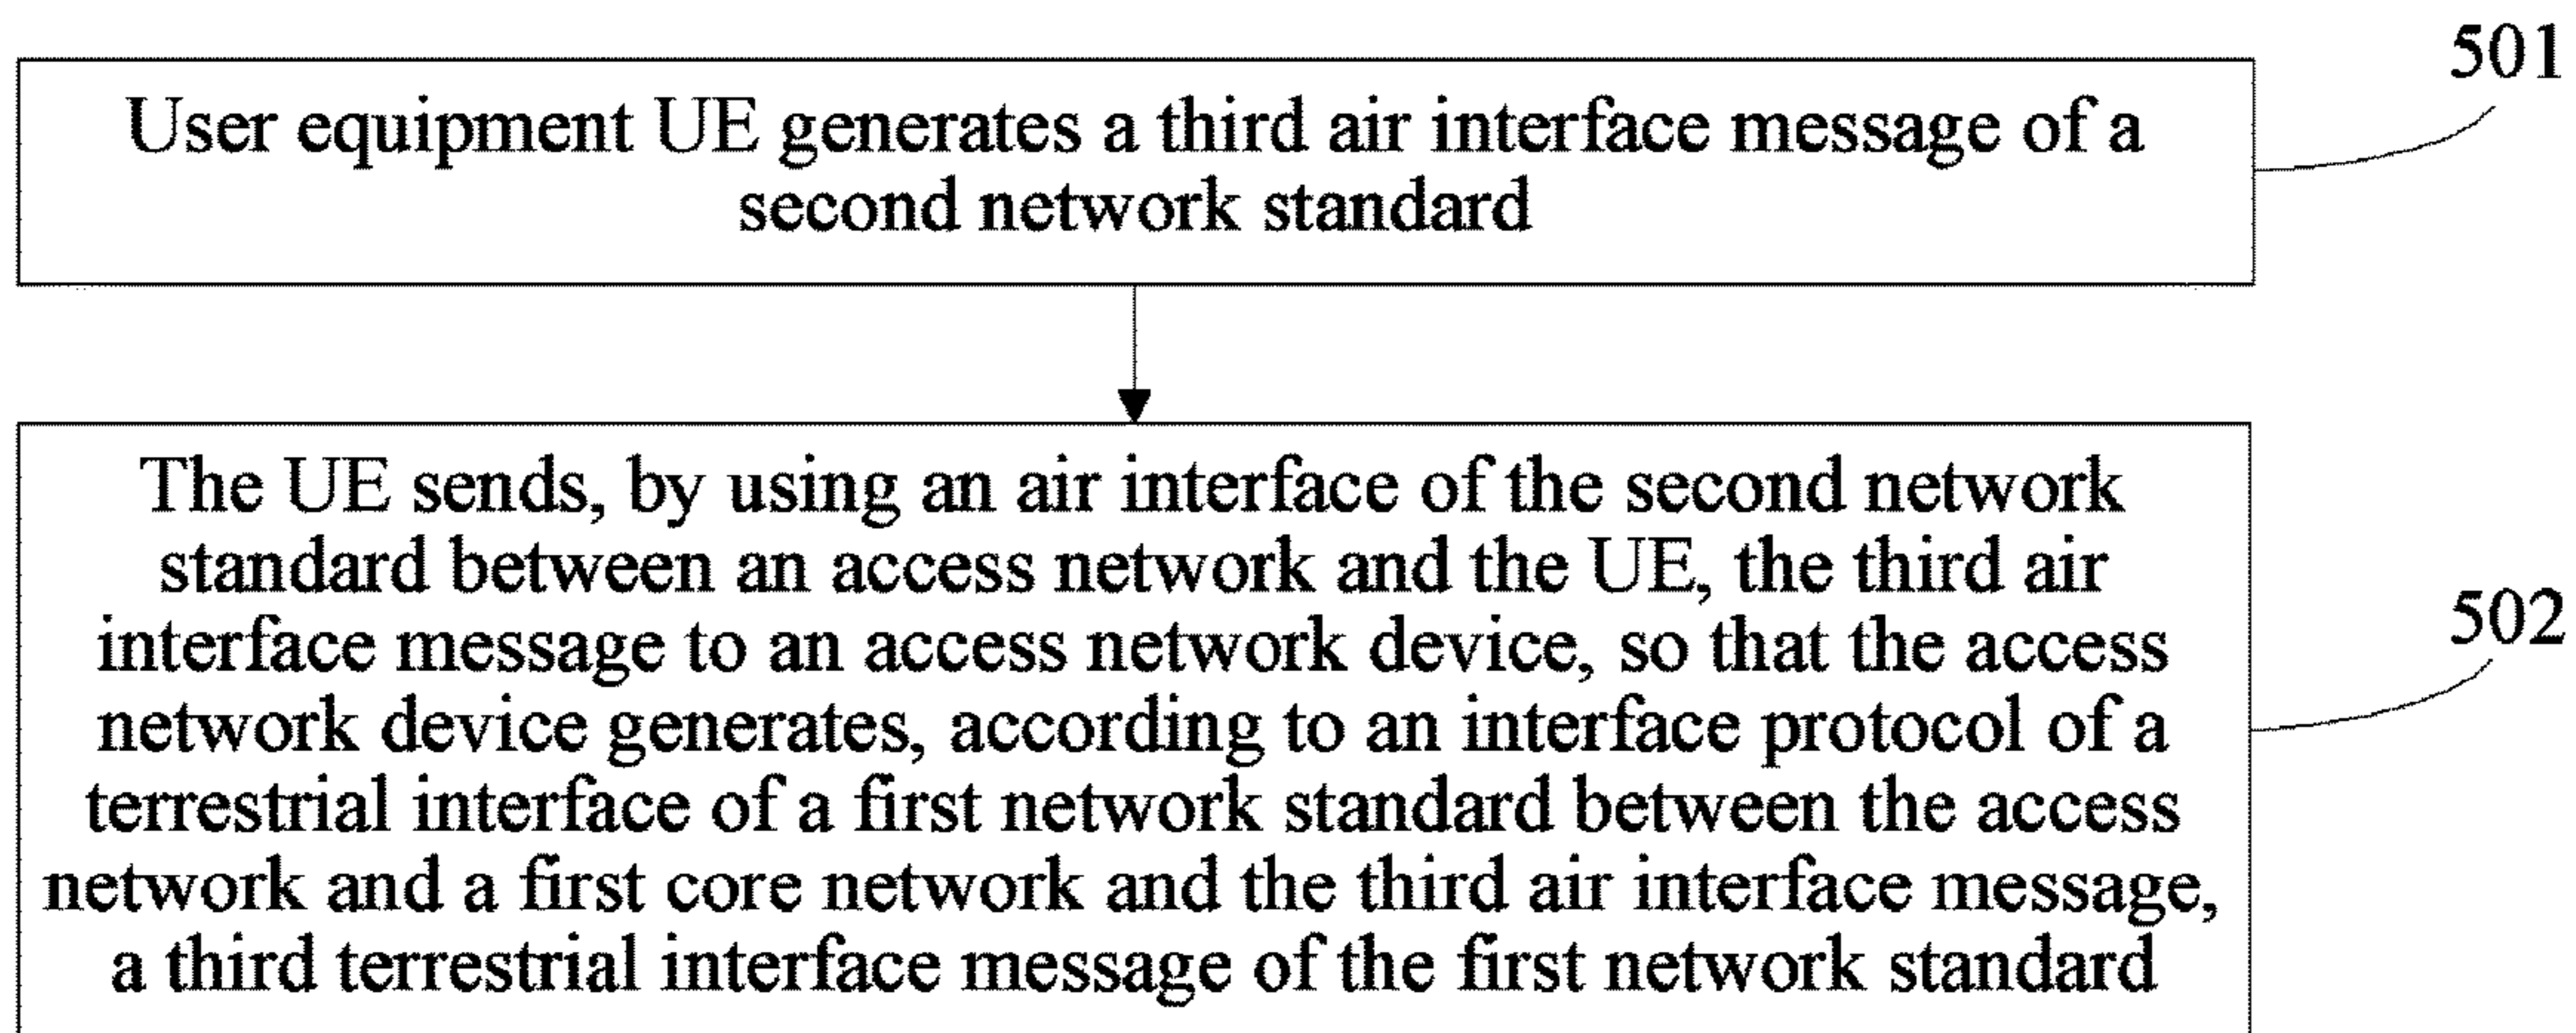 501
User equipment UE generates a third air interface message of a
second network standard
The UE sends, by using an air interface of the second network
standard between an access network and the UE, the third air
interface message to an access network device, so that the access
network device generates, according to an interface protocol of a
terrestrial interface of a first network standard between the access
network and a first core network and the third air interface message,
a third terrestrial interface message of the first network standard
502